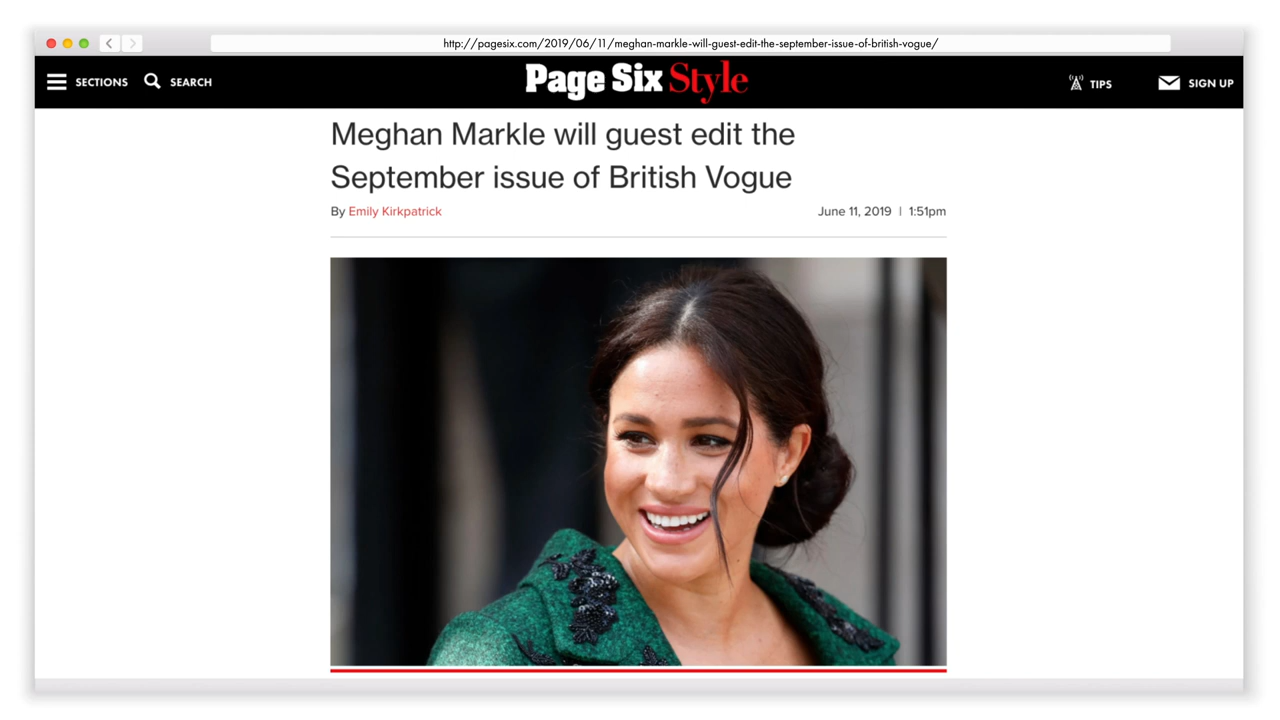 http://pagesix.com/2019/06/11/meghan-markle-will-guest-edit-the-september-issue-of-british-vogue/
SECTIONS SEARCH Page Six Style TIPS SIGN UP
Meghan Markle will guest edit the
September issue of British Vogue
By Emily Kirkpatrick June 11, 2019 | 1:51pm